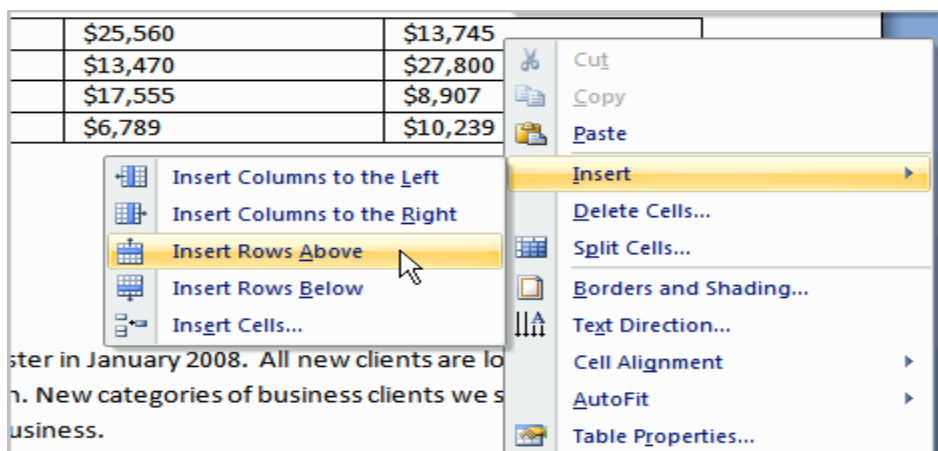 $25,560 $13,745
$13,470 $27,800
$17,555 $8,907
$6,789 $10,239
Cut
Copy
Paste
Insert
Delete Cells...
Split Cells...
Borders and Shading...
Text Direction...
Cell Alignment
AutoFit
Table Properties...
Insert Columns to the Left
Insert Columns to the Right
Insert Rows Above
Insert Rows Below
Insert Cells...
ster in January 2008. All new clients are lo
n. New categories of business clients we s
usiness.